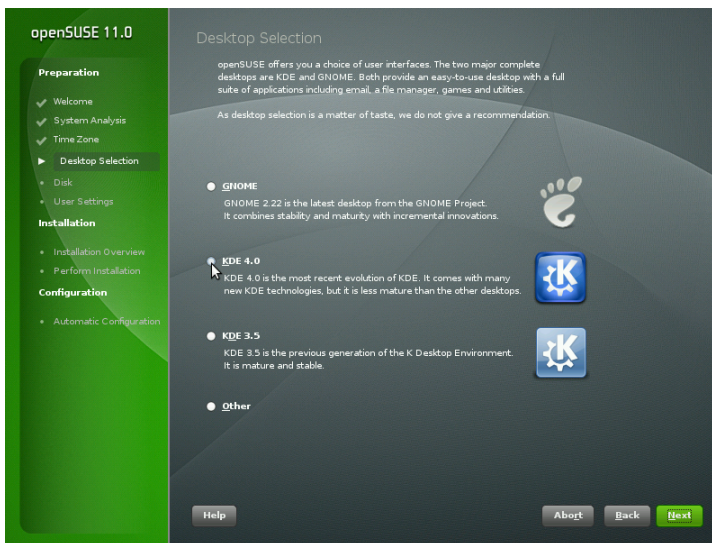 openSUSE 11.0
Preparation
Welcome
System Analysis
Time Zone
Desktop Selection
Disk
User Settings
Installation
Installation Overview
Perform Installation
Configuration
Automatic Configuration
Desktop Selection
openSUSE offers you a choice of user interfaces. The two major complete
desktops are KDE and GNOME. Both provide an easy-to-use desktop with a full
suite of applications including email, a file manager, games and utilities.
As desktop selection is a matter of taste, we do not give a recommendation.
GNOME
GNOME 2.22 is the latest desktop from the GNOME Project.
It combines stability and maturity with incremental innovations.
KDE 4.0
KDE 4.0 is the most recent evolution of KDE. It comes with many
new KDE technologies, but it is less mature than the other desktops.
KDE 3.5
KDE 3.5 is the previous generation of the K Desktop Environment.
It is mature and stable.
Other
Help
Abort
Back
Next